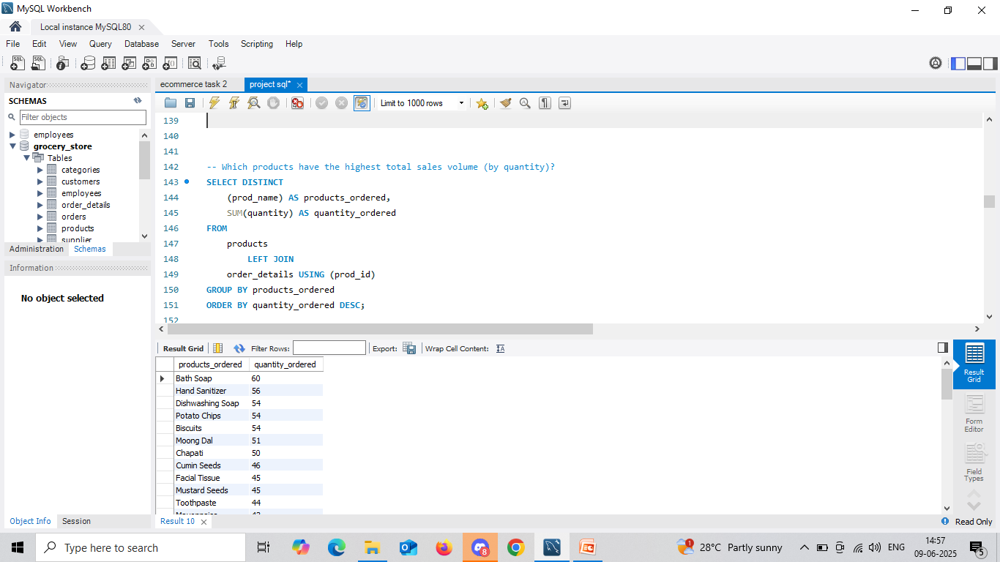 MySQL Workbench
Local instance MySQL80
File Edit View Query Database Server Tools Scripting Help
Navigator
SCHEMAS
Filter objects
employees
grocery_store
Tables
categories
customers
employees
order_details
orders
products
supplier
Administration Schemas
Information
No object selected
Object Info Session
ecommerce task 2 project sql*
Limit to 1000 rows
139
140
141
142 -- Which products have the highest total sales volume (by quantity)?
143 SELECT DISTINCT
144 (prod_name) AS products_ordered,
145 SUM(quantity) AS quantity_ordered
146 FROM
147 products
148 LEFT JOIN
149 order_details USING (prod_id)
150 GROUP BY products_ordered
151 ORDER BY quantity_ordered DESC;
152
Result Grid Filter Rows: Export: Wrap Cell Content:
products_ordered quantity_ordered
Bath Soap 60
Hand Sanitizer 56
Dishwashing Soap 54
Potato Chips 54
Biscuits 54
Moong Dal 51
Chapati 50
Cumin Seeds 46
Facial Tissue 45
Mustard Seeds 45
Toothpaste 44
Result Grid
Form Editor
Field Types
Result 10
Read Only
Type here to search
8
1
28°C Partly sunny
ENG
14:57
09-06-2025
5